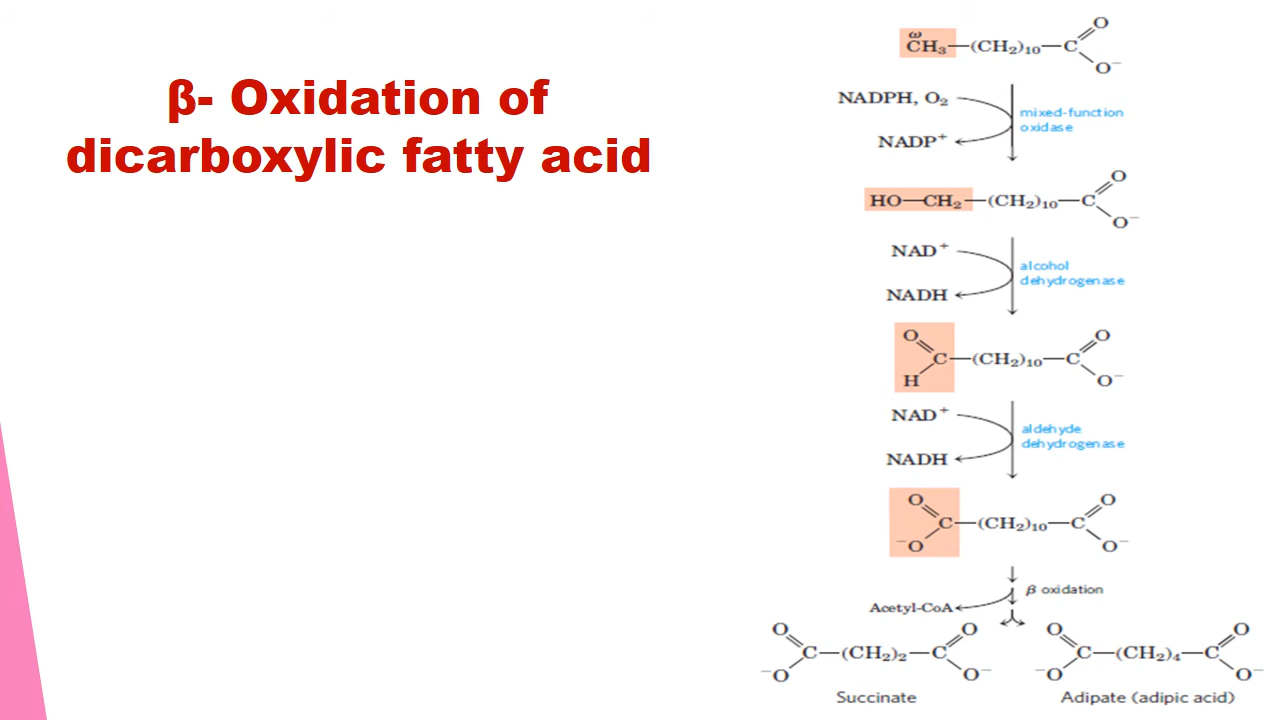 β- Oxidation of
dicarboxylic fatty acid
ω
CH₃—(CH₂)₁₀—C
O
O⁻
NADPH, O₂
NADP⁺
mixed-function
oxidase
HO—CH₂—(CH₂)₁₀—C
O
O⁻
NAD⁺
NADH
alcohol
dehydrogenase
O
H
C—(CH₂)₁₀—C
O
O⁻
NAD⁺
NADH
aldehyde
dehydrogenase
O
⁻O
C—(CH₂)₁₀—C
O
O⁻
β oxidation
Acetyl-CoA
O
⁻O
C—(CH₂)₂—C
O
O⁻
Succinate
O
⁻O
C—(CH₂)₄—C
O
O⁻
Adipate (adipic acid)